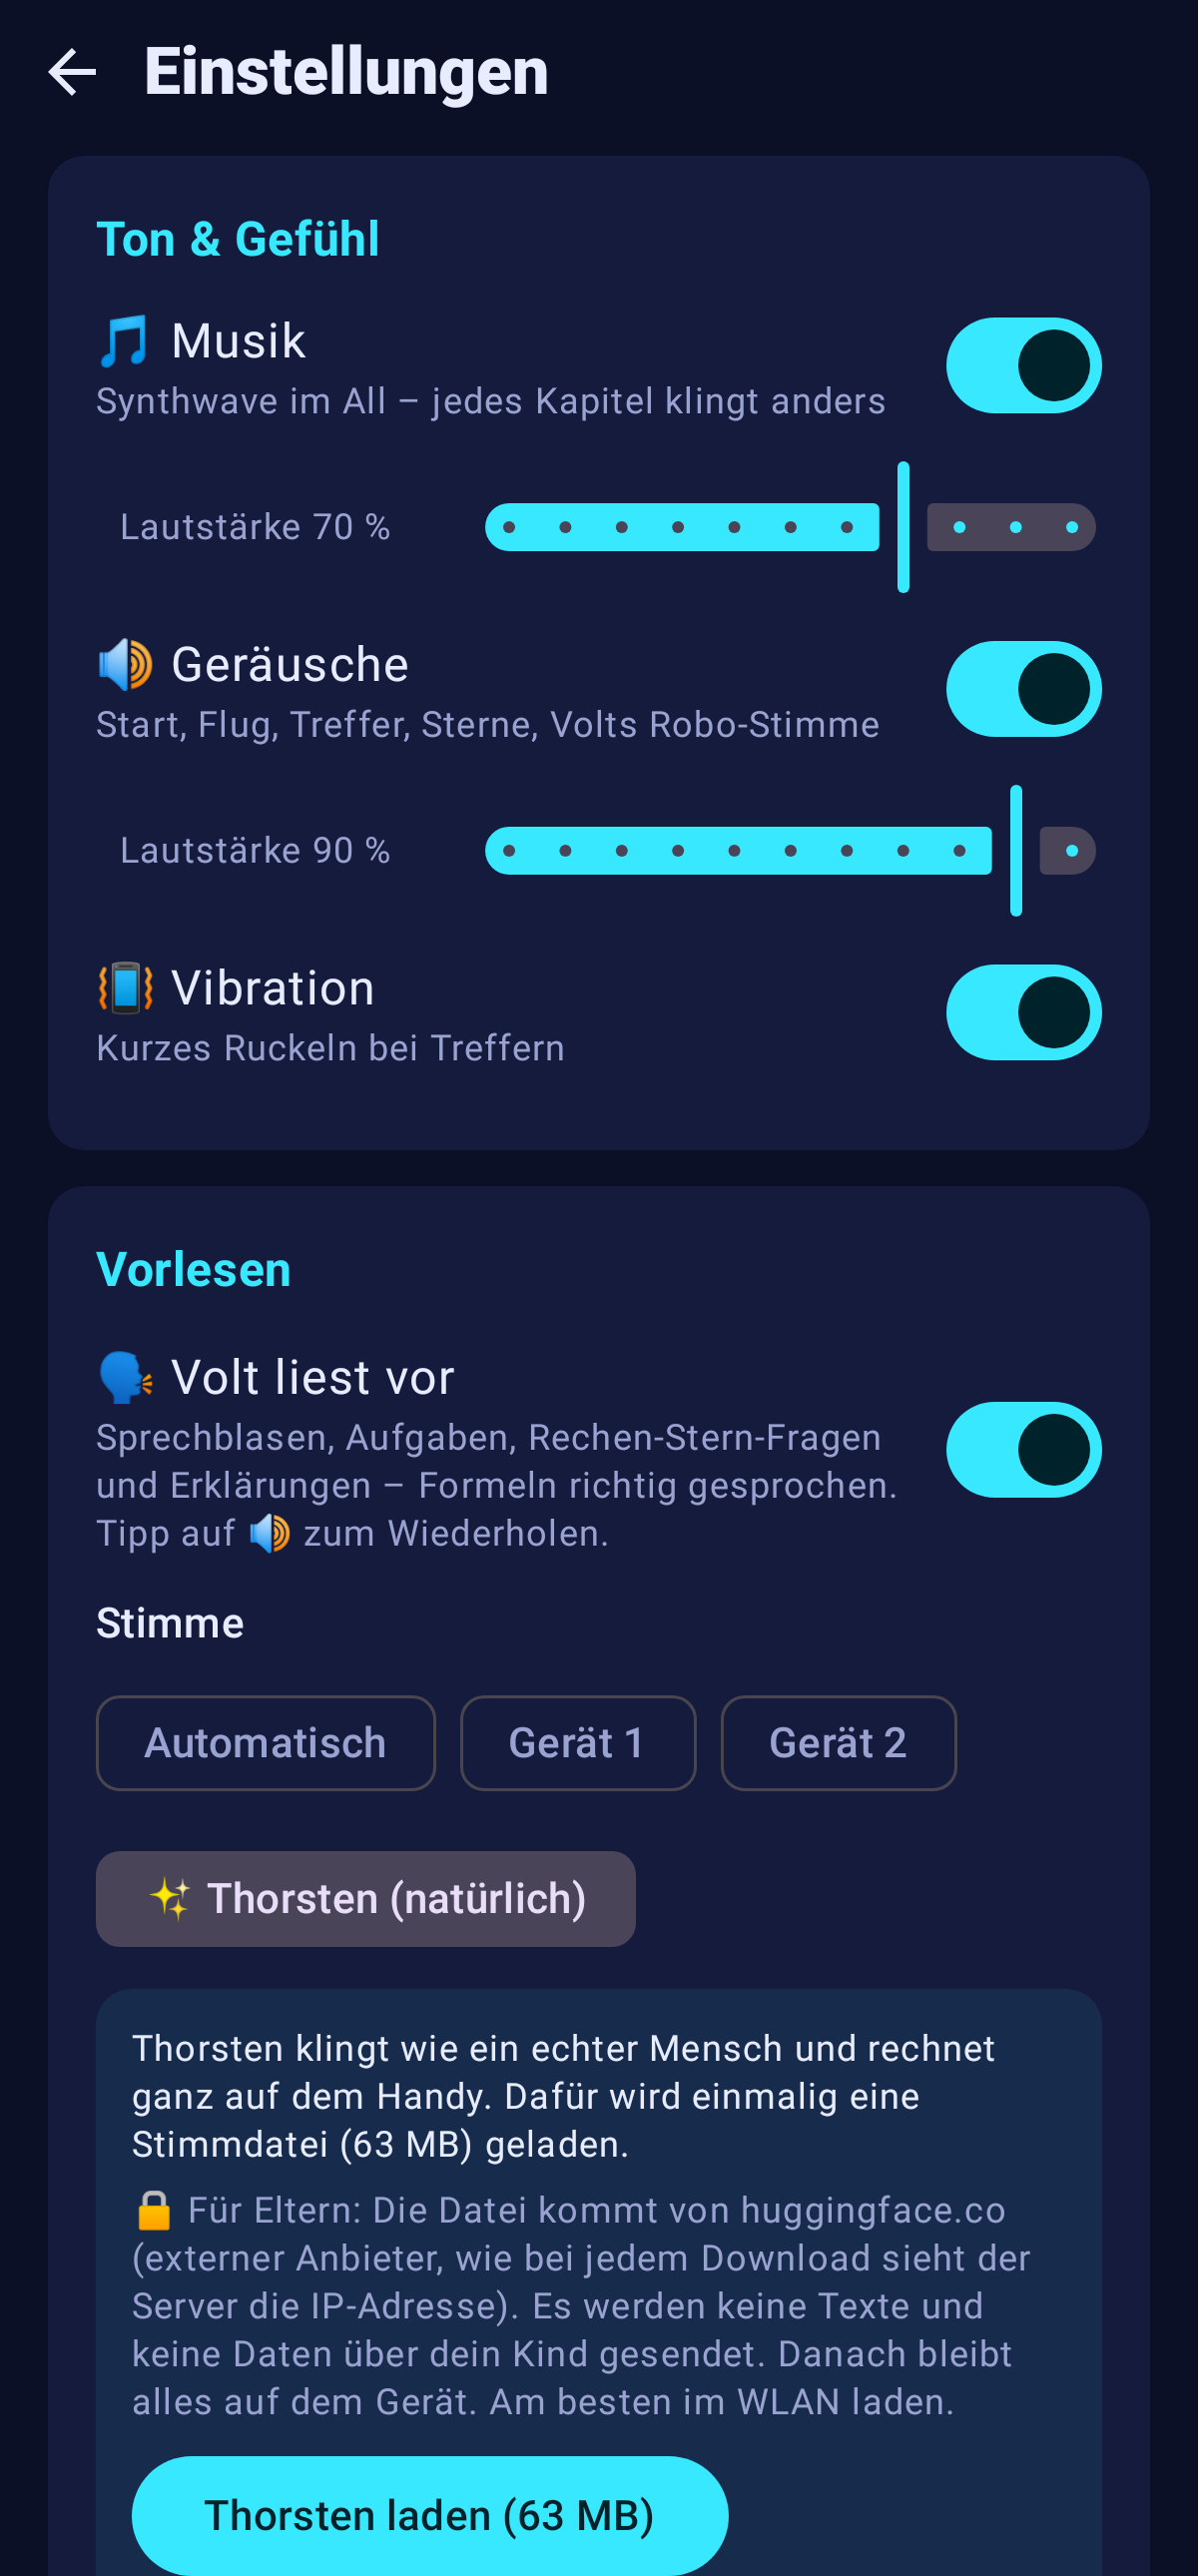 Einstellungen
Ton & Gefühl
🎵 Musik
Synthwave im All – jedes Kapitel klingt anders
Lautstärke 70 %
🔊 Geräusche
Start, Flug, Treffer, Sterne, Volts Robo-Stimme
Lautstärke 90 %
📳 Vibration
Kurzes Ruckeln bei Treffern
Vorlesen
🗣️ Volt liest vor
Sprechblasen, Aufgaben, Rechen-Stern-Fragen
und Erklärungen – Formeln richtig gesprochen.
Tipp auf 🔊 zum Wiederholen.
Stimme
Automatisch
Gerät 1
Gerät 2
✨ Thorsten (natürlich)
Thorsten klingt wie ein echter Mensch und rechnet
ganz auf dem Handy. Dafür wird einmalig eine
Stimmdatei (63 MB) geladen.
🔒 Für Eltern: Die Datei kommt von huggingface.co
(externer Anbieter, wie bei jedem Download sieht der
Server die IP-Adresse). Es werden keine Texte und
keine Daten über dein Kind gesendet. Danach bleibt
alles auf dem Gerät. Am besten im WLAN laden.
Thorsten laden (63 MB)